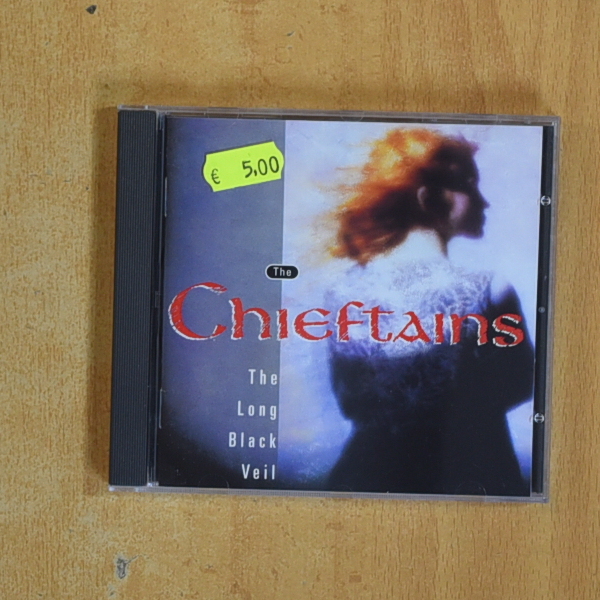 € 5,00
The
Chieftains
The
Long
Black
Veil